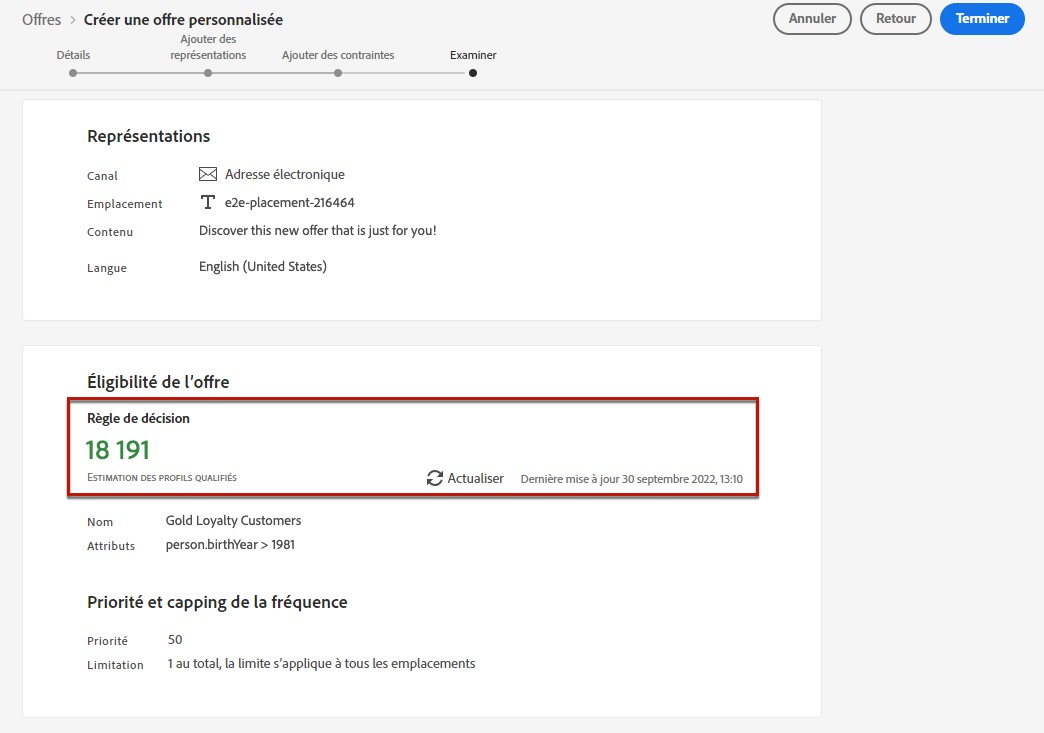 Offres > Créer une offre personnalisée
Annuler
Retour
Terminer
Détails
Ajouter des
représentations
Ajouter des contraintes
Examiner
Représentations
Canal Adresse électronique
Emplacement e2e-placement-216464
Contenu Discover this new offer that is just for you!
Langue English (United States)
Éligibilité de l'offre
Règle de décision
18 191
ESTIMATION DES PROFILS QUALIFIÉS
Actualiser
Dernière mise à jour 30 septembre 2022, 13:10
Nom Gold Loyalty Customers
Attributs person.birthYear > 1981
Priorité et capping de la fréquence
Priorité 50
Limitation 1 au total, la limite s'applique à tous les emplacements